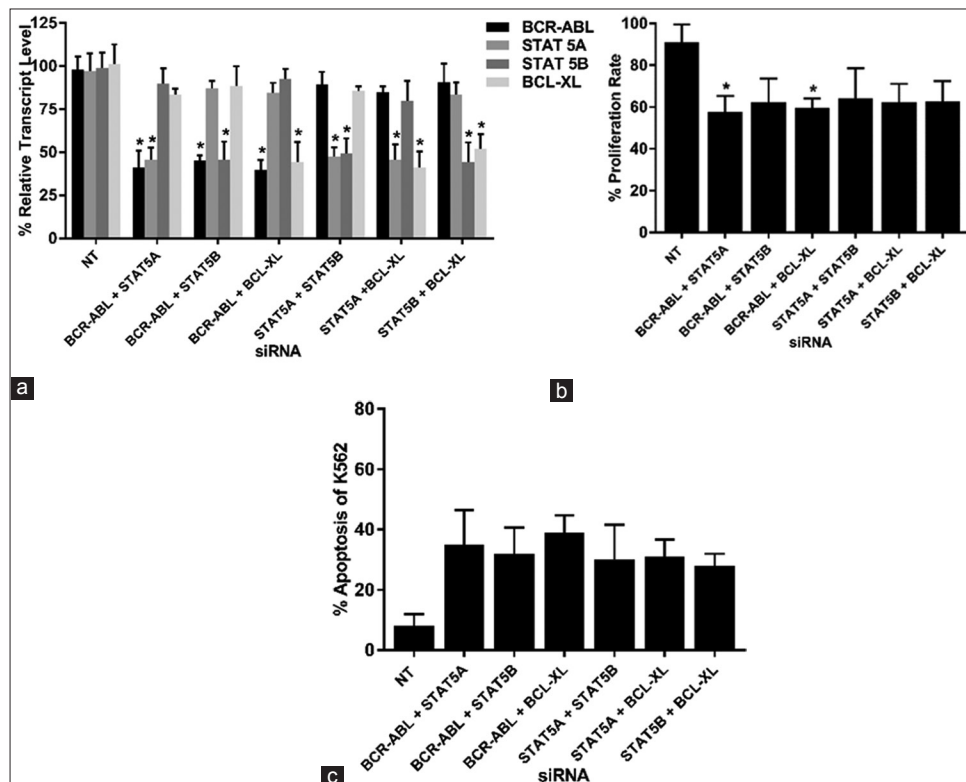 125
100
75
50
25
0
% Relative Transcript Level
BCR-ABL
STAT 5A
STAT 5B
BCL-XL
* * * * * * * * * * * *
NT
BCR-ABL + STAT5A
BCR-ABL + STAT5B
BCR-ABL + BCL-XL
STAT5A + STAT5B
STAT5A +BCL-XL
STAT5B + BCL-XL
siRNA
a
100
80
60
40
20
0
% Proliferation Rate
* *
NT
BCR-ABL + STAT5A
BCR-ABL + STAT5B
BCR-ABL + BCL-XL
STAT5A + STAT5B
STAT5A + BCL-XL
STAT5B + BCL-XL
siRNA
b
80
60
40
20
0
% Apoptosis of K562
NT
BCR-ABL + STAT5A
BCR-ABL + STAT5B
BCR-ABL + BCL-XL
STAT5A + STAT5B
STAT5A + BCL-XL
STAT5B + BCL-XL
siRNA
c